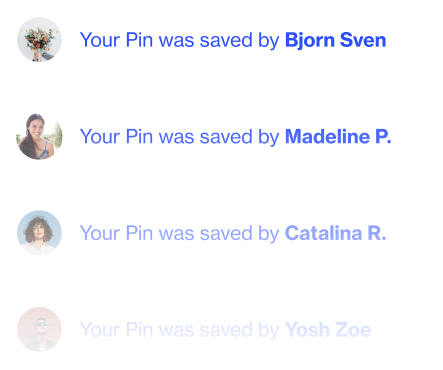 Your Pin was saved by Bjorn Sven
Your Pin was saved by Madeline P.
Your Pin was saved by Catalina R.
Your Pin was saved by Yosh Zoe